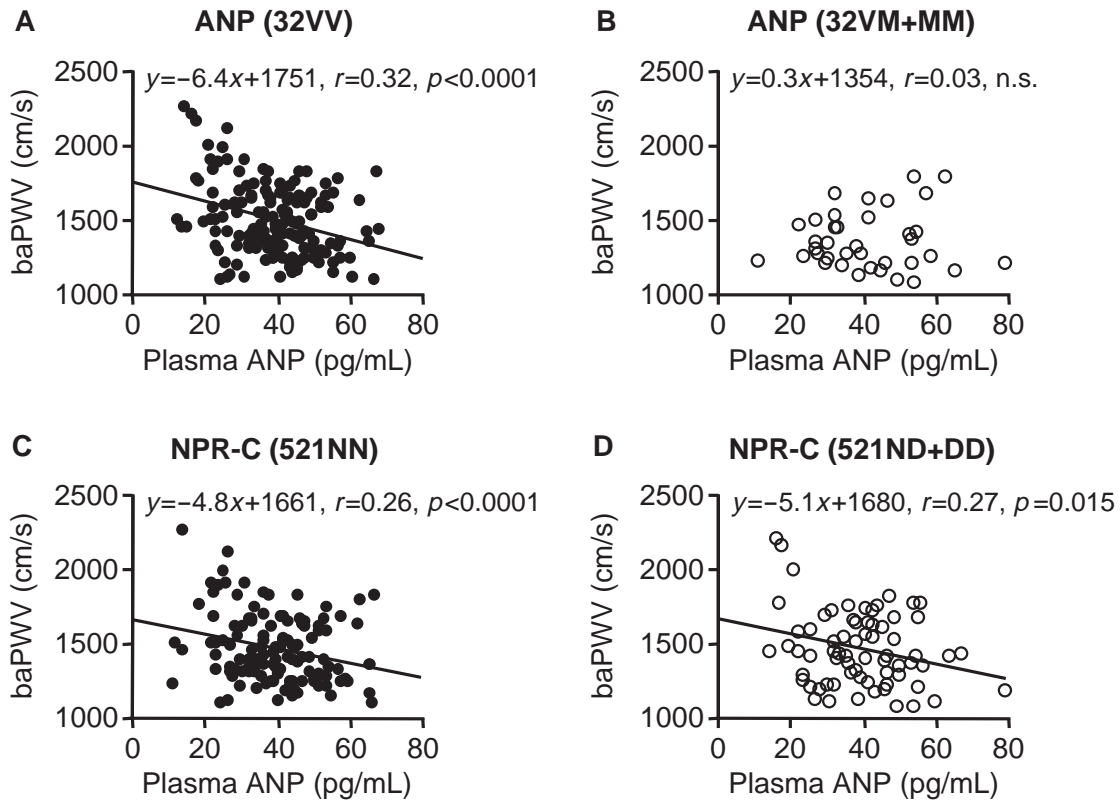 A ANP (32VV)
y=−6.4x+1751, r=0.32, p<0.0001
baPWV (cm/s)
2500
2000
1500
1000
0 20 40 60 80
Plasma ANP (pg/mL)
B ANP (32VM+MM)
y=0.3x+1354, r=0.03, n.s.
baPWV (cm/s)
2500
2000
1500
1000
0 20 40 60 80
Plasma ANP (pg/mL)
C NPR-C (521NN)
y=−4.8x+1661, r=0.26, p<0.0001
baPWV (cm/s)
2500
2000
1500
1000
0 20 40 60 80
Plasma ANP (pg/mL)
D NPR-C (521ND+DD)
y=−5.1x+1680, r=0.27, p=0.015
baPWV (cm/s)
2500
2000
1500
1000
0 20 40 60 80
Plasma ANP (pg/mL)